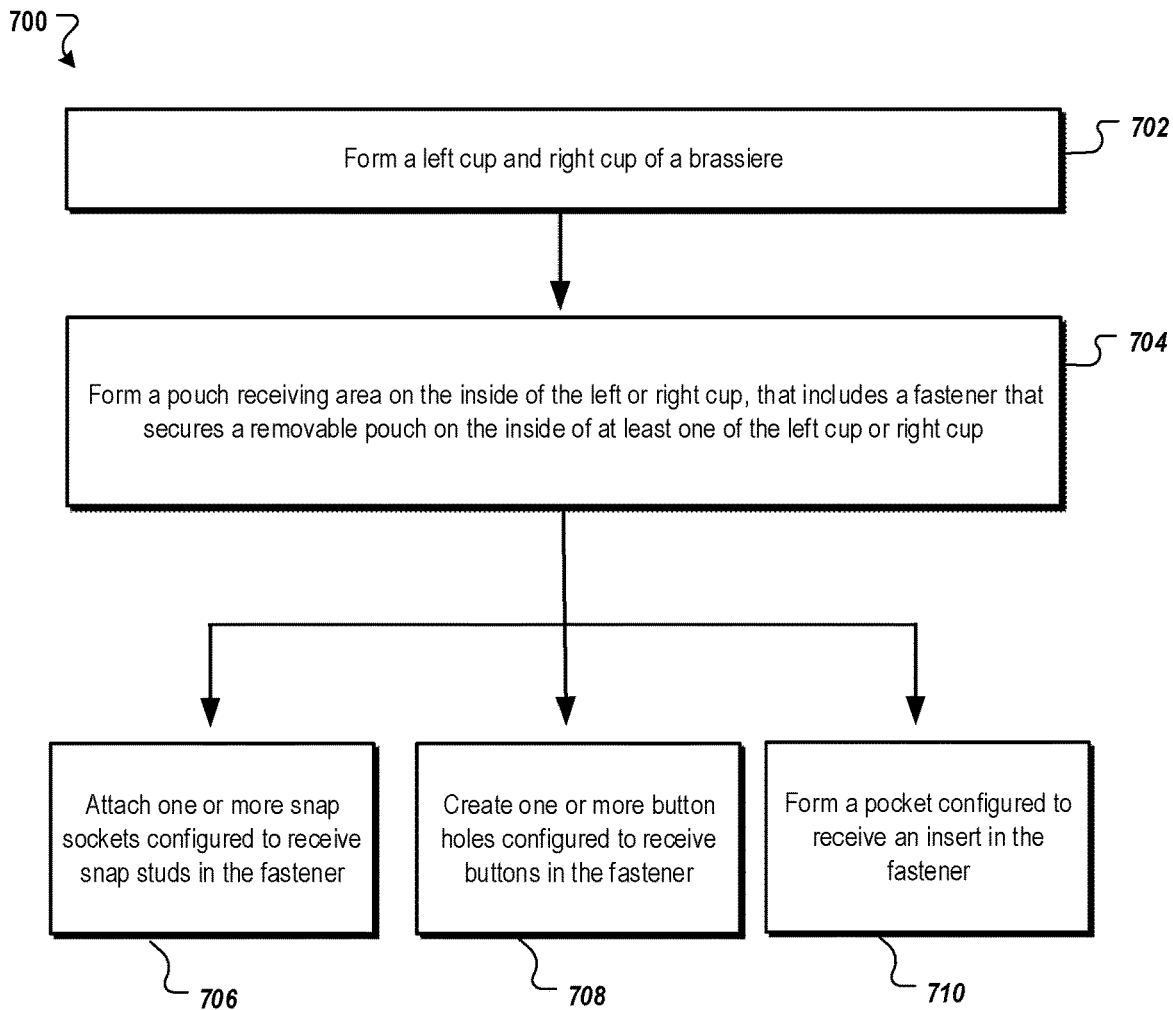 700
Form a left cup and right cup of a brassiere
702
Form a pouch receiving area on the inside of the left or right cup, that includes a fastener that
secures a removable pouch on the inside of at least one of the left cup or right cup
704
Attach one or more snap
sockets configured to receive
snap studs in the fastener
706
Create one or more button
holes configured to receive
buttons in the fastener
708
Form a pocket configured to
receive an insert in the
fastener
710